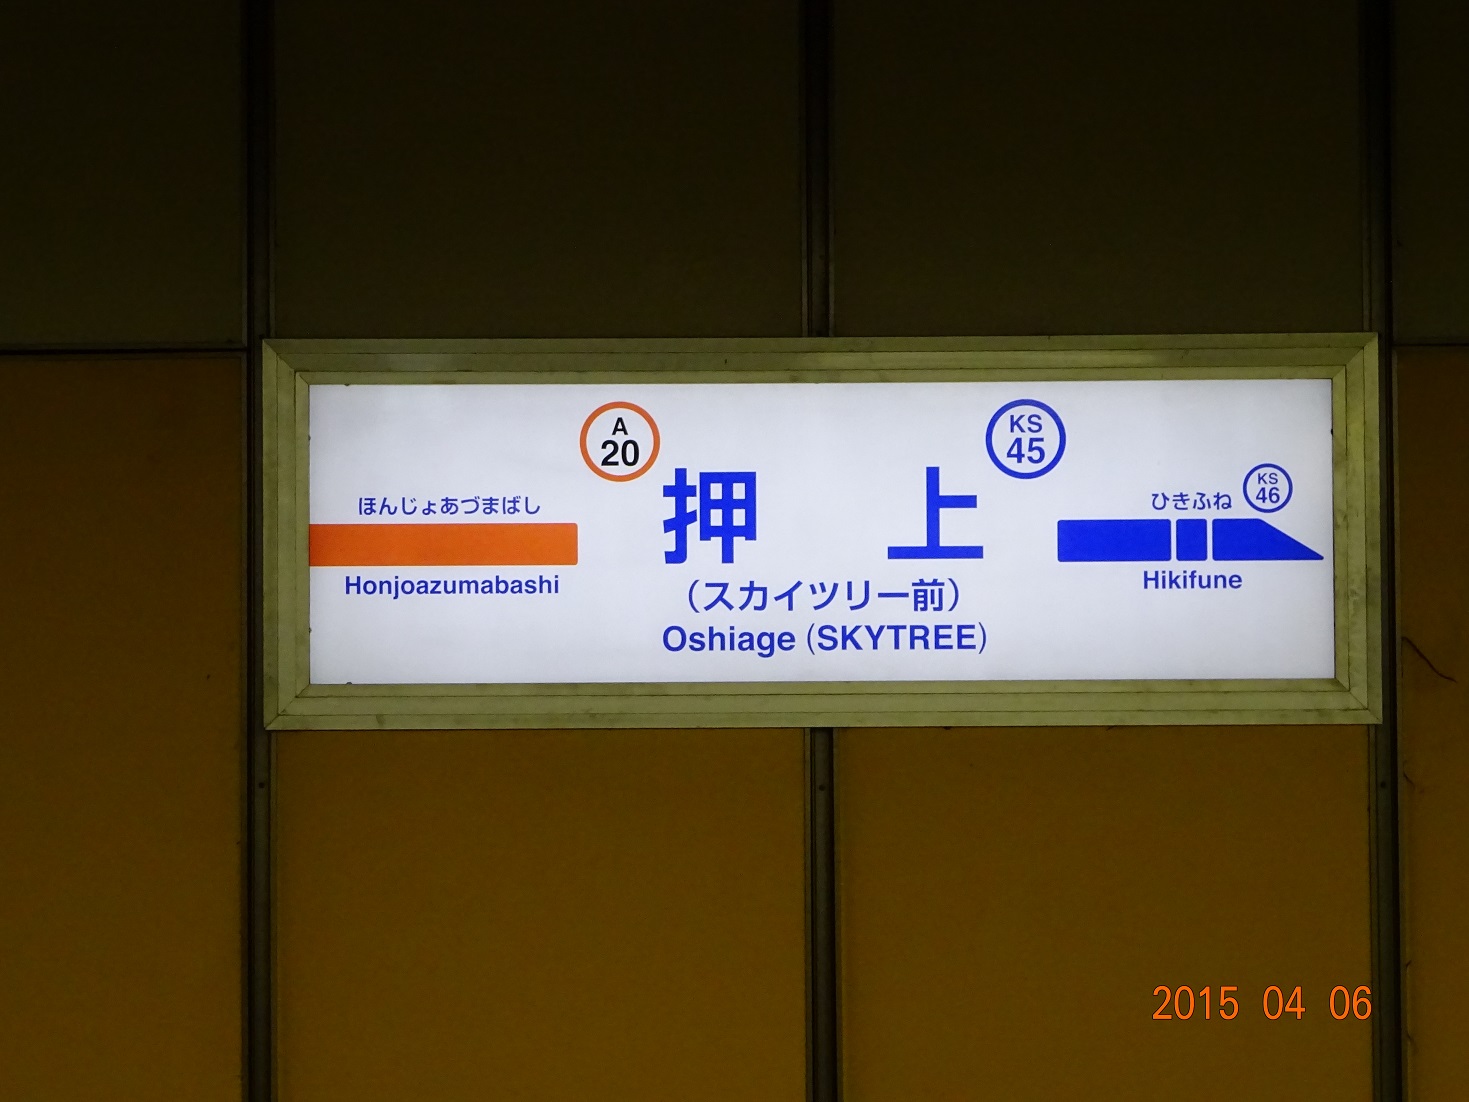 A
20
KS
45
押上
(スカイツリー前)
Oshiage (SKYTREE)
ほんじょあづまばし
Honjoazumabashi
ひきふね
KS
46
Hikifune
2015 04 06